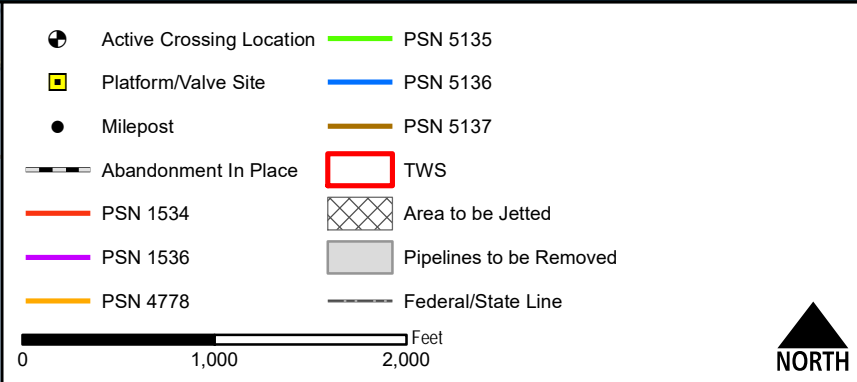 Active Crossing Location
Platform/Valve Site
Milepost
Abandonment In Place
PSN 1534
PSN 1536
PSN 4778
PSN 5135
PSN 5136
PSN 5137
TWS
Area to be Jetted
Pipelines to be Removed
Federal/State Line
Feet
0 1,000 2,000
NORTH